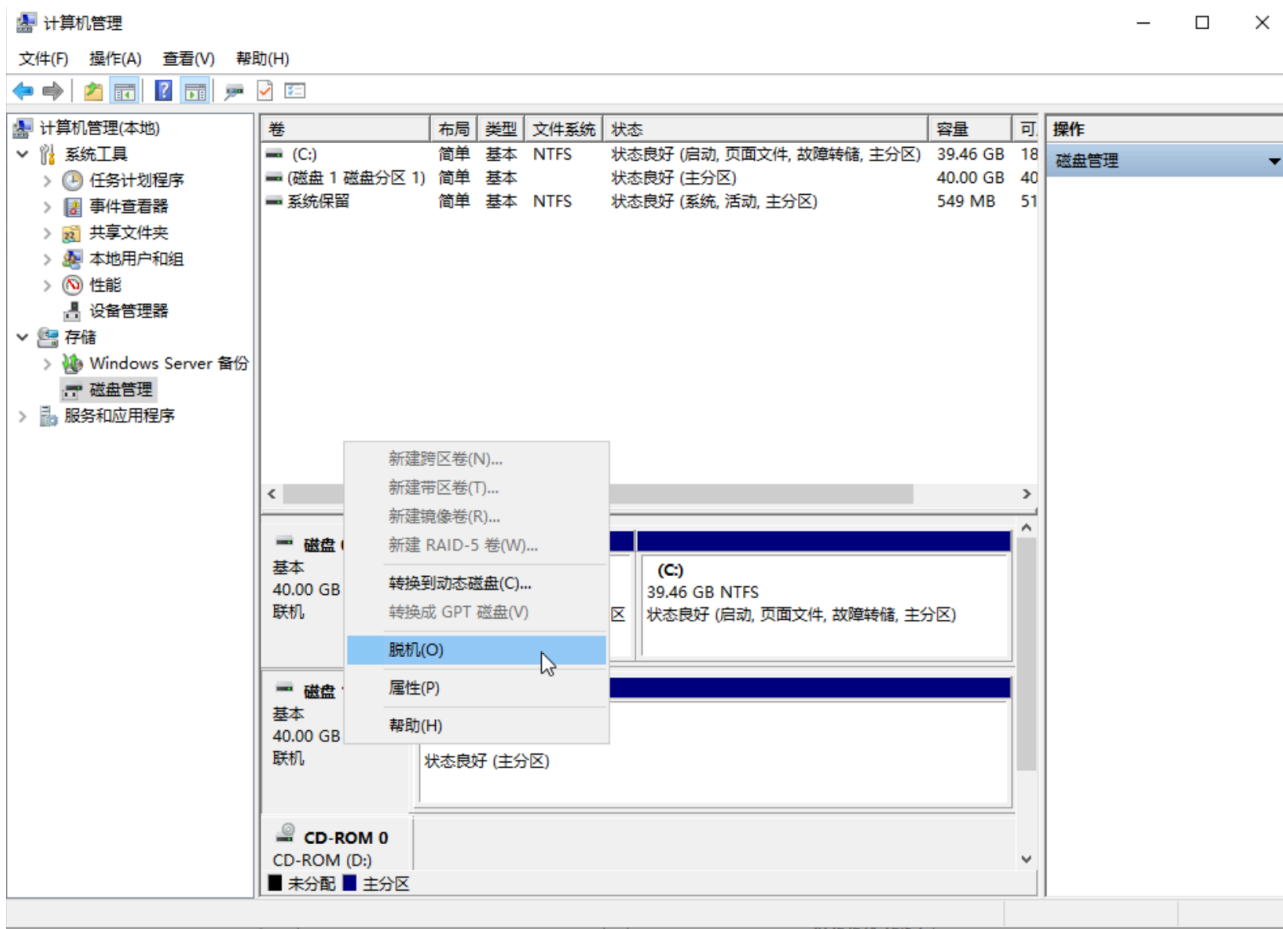 计算机管理
文件(F) 操作(A) 查看(V) 帮助(H)
计算机管理(本地)
系统工具
任务计划程序
事件查看器
共享文件夹
本地用户和组
性能
设备管理器
存储
Windows Server 备份
磁盘管理
服务和应用程序
卷 布局 类型 文件系统 状态 容量 可
(C:) 简单 基本 NTFS 状态良好 (启动, 页面文件, 故障转储, 主分区) 39.46 GB 18
(磁盘 1 磁盘分区 1) 简单 基本 状态良好 (主分区) 40.00 GB 40
系统保留 简单 基本 NTFS 状态良好 (系统, 活动, 主分区) 549 MB 51
操作
磁盘管理
新建跨区卷(N)...
新建带区卷(T)...
新建镜像卷(R)...
新建 RAID-5 卷(W)...
转换到动态磁盘(C)...
转换成 GPT 磁盘(V)
脱机(O)
属性(P)
帮助(H)
磁盘
基本
40.00 GB
联机
区
(C:)
39.46 GB NTFS
状态良好 (启动, 页面文件, 故障转储, 主分区)
磁盘
基本
40.00 GB
联机
状态良好 (主分区)
CD-ROM 0
CD-ROM (D:)
未分配 主分区